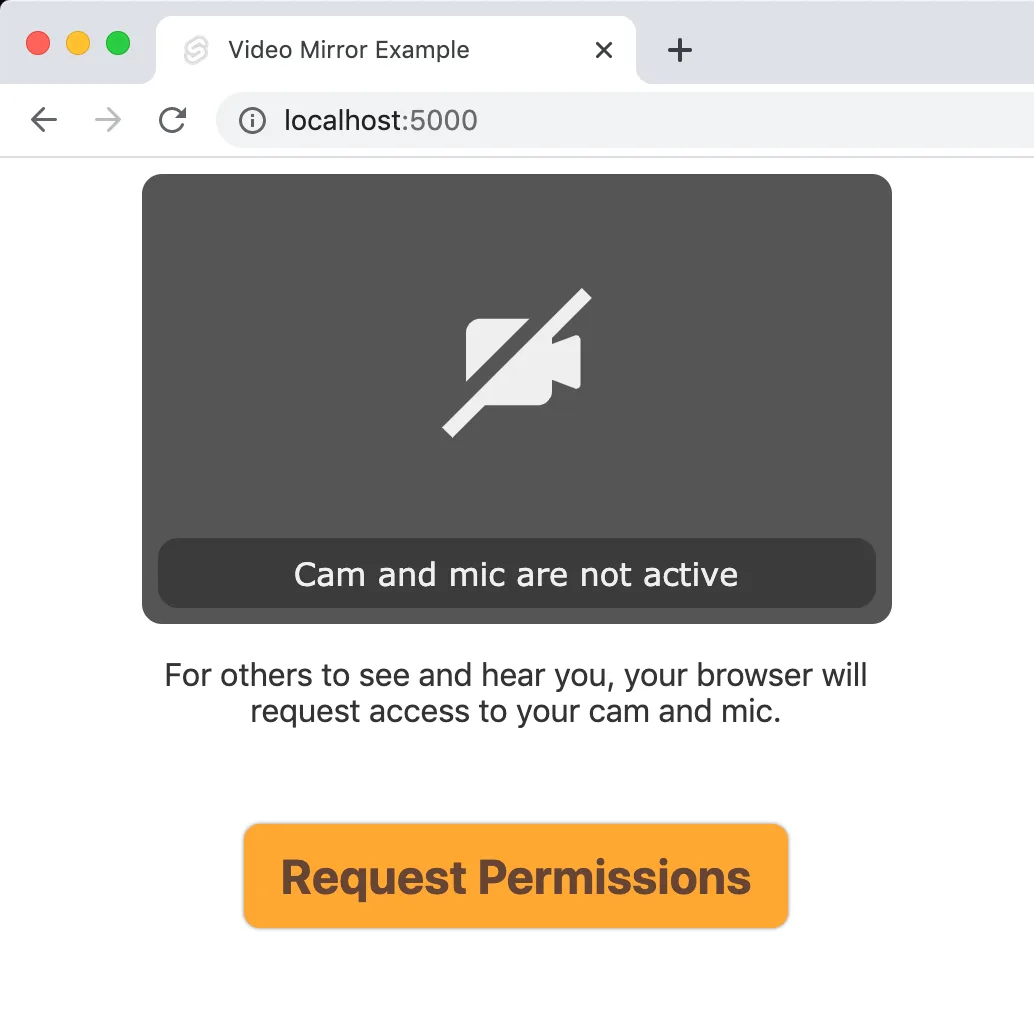 Video Mirror Example
localhost:5000
Cam and mic are not active
For others to see and hear you, your browser will
request access to your cam and mic.
Request Permissions